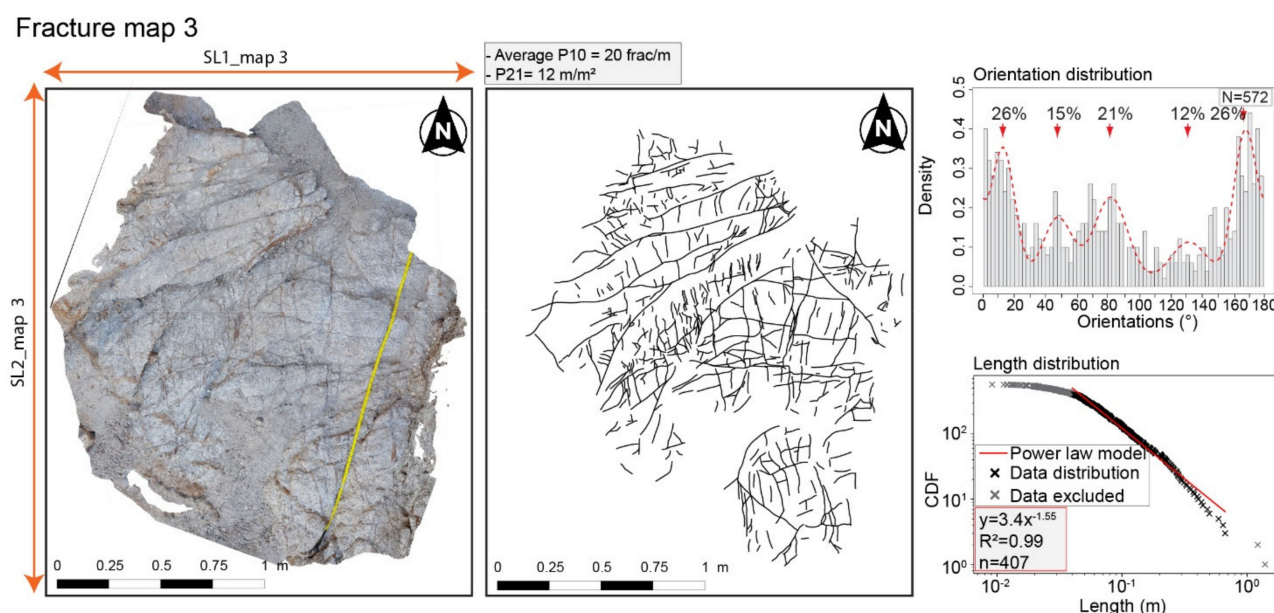 Fracture map 3
SL1_map 3
- Average P10 = 20 frac/m
- P21= 12 m/m²
SL2_map 3
N
0 0.25 0.5 0.75 1 m
N
0 0.25 0.5 0.75 1 m
Orientation distribution
N=572
26% 15% 21% 12% 26%
Density
0.5
0.4
0.3
0.2
0.1
0.0
0 20 40 60 80 100 120 140 160 180
Orientations (°)
Length distribution
CDF
10²
10¹
10⁰
Power law model
Data distribution
Data excluded
y=3.4x⁻¹·⁵⁵
R²=0.99
n=407
10⁻² 10⁻¹ 10⁰
Length (m)